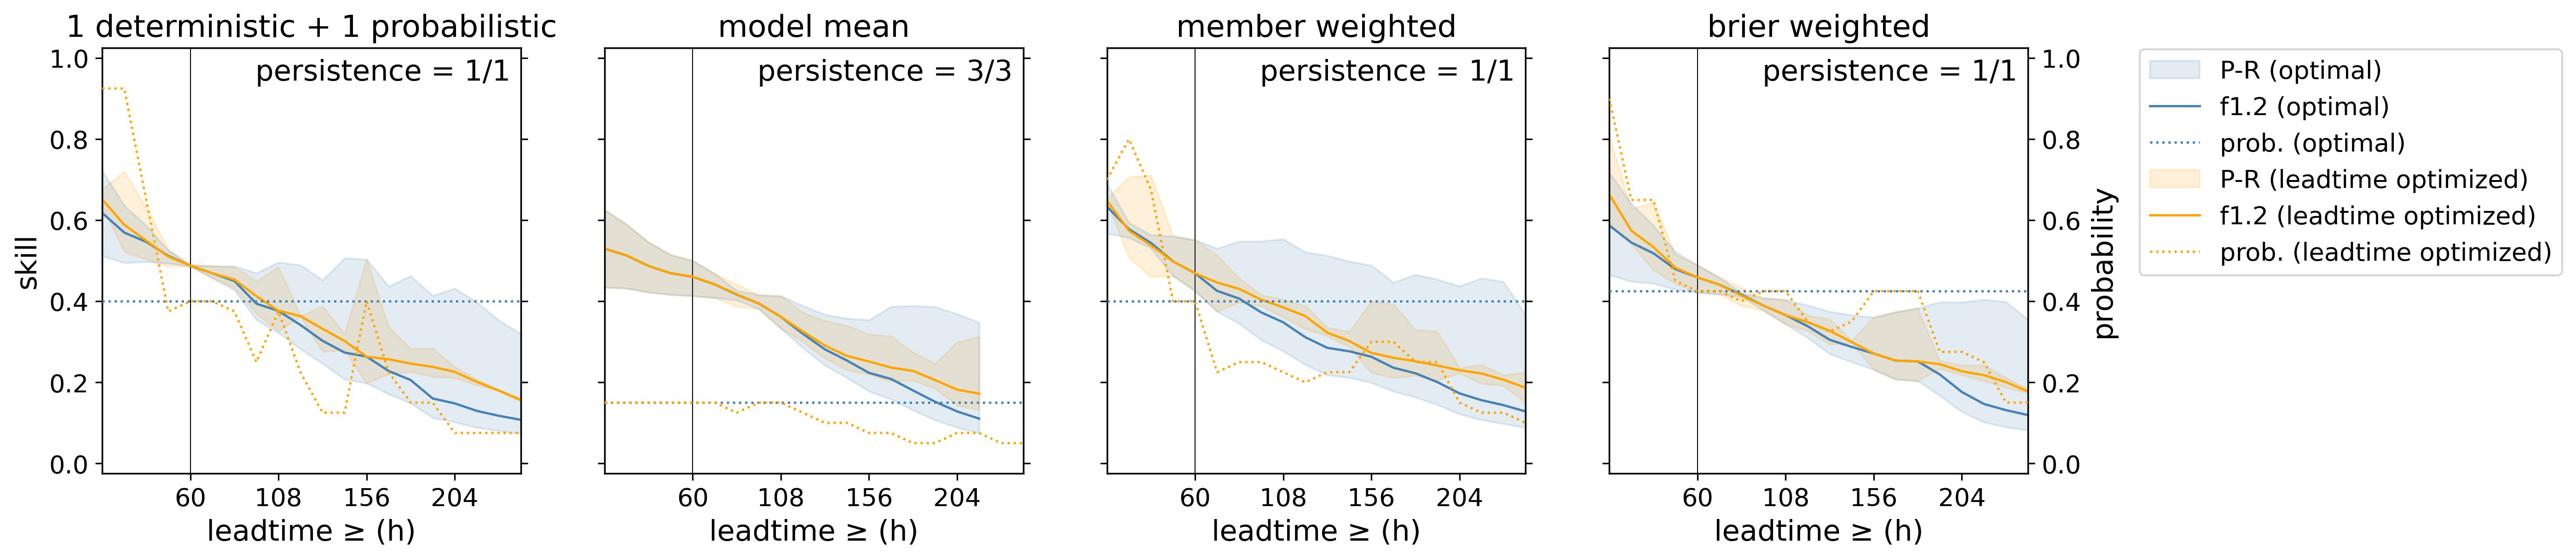 1 deterministic + 1 probabilistic
model mean
member weighted
brier weighted
persistence = 1/1
persistence = 3/3
persistence = 1/1
persistence = 1/1
skill
1.0
0.8
0.6
0.4
0.2
0.0
60 108 156 204
60 108 156 204
60 108 156 204
60 108 156 204
leadtime ≥ (h)
leadtime ≥ (h)
leadtime ≥ (h)
leadtime ≥ (h)
1.0
0.8
0.6
0.4
0.2
0.0
probability
P-R (optimal)
f1.2 (optimal)
prob. (optimal)
P-R (leadtime optimized)
f1.2 (leadtime optimized)
prob. (leadtime optimized)